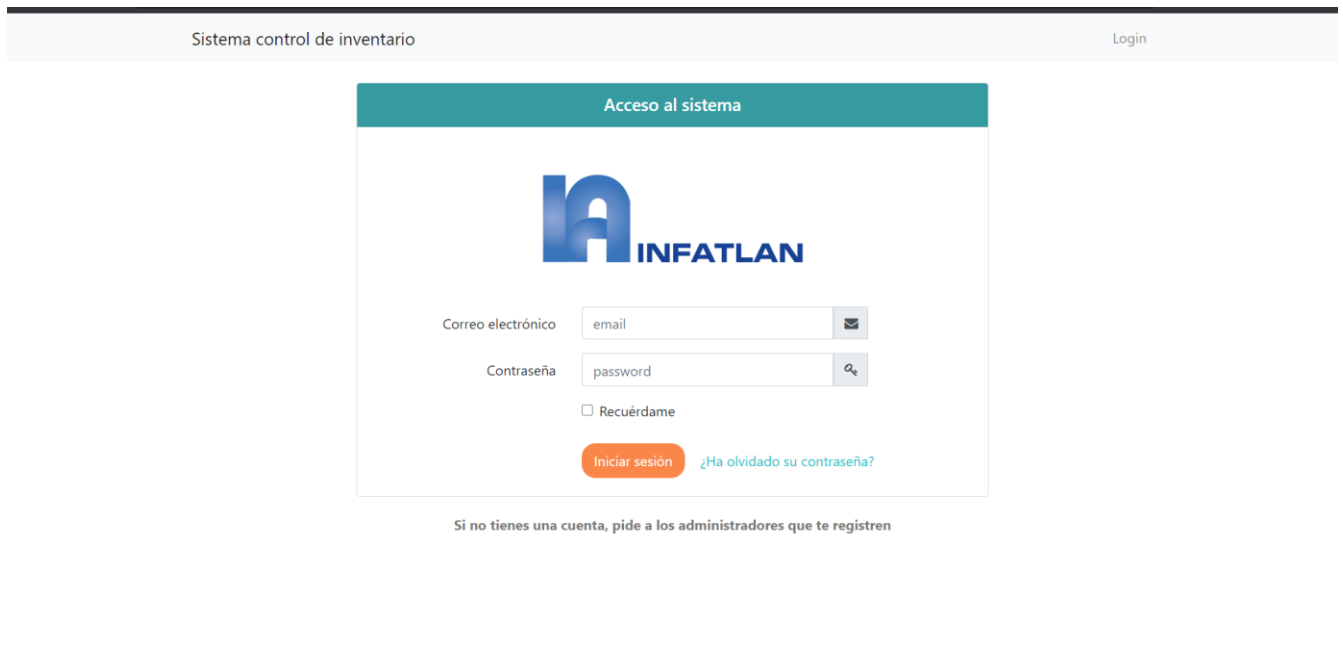 Sistema control de inventario
Login
Acceso al sistema
INFATLAN
Correo electrónico
email
Contraseña
password
Recuérdame
Iniciar sesión
¿Ha olvidado su contraseña?
Si no tienes una cuenta, pide a los administradores que te registren